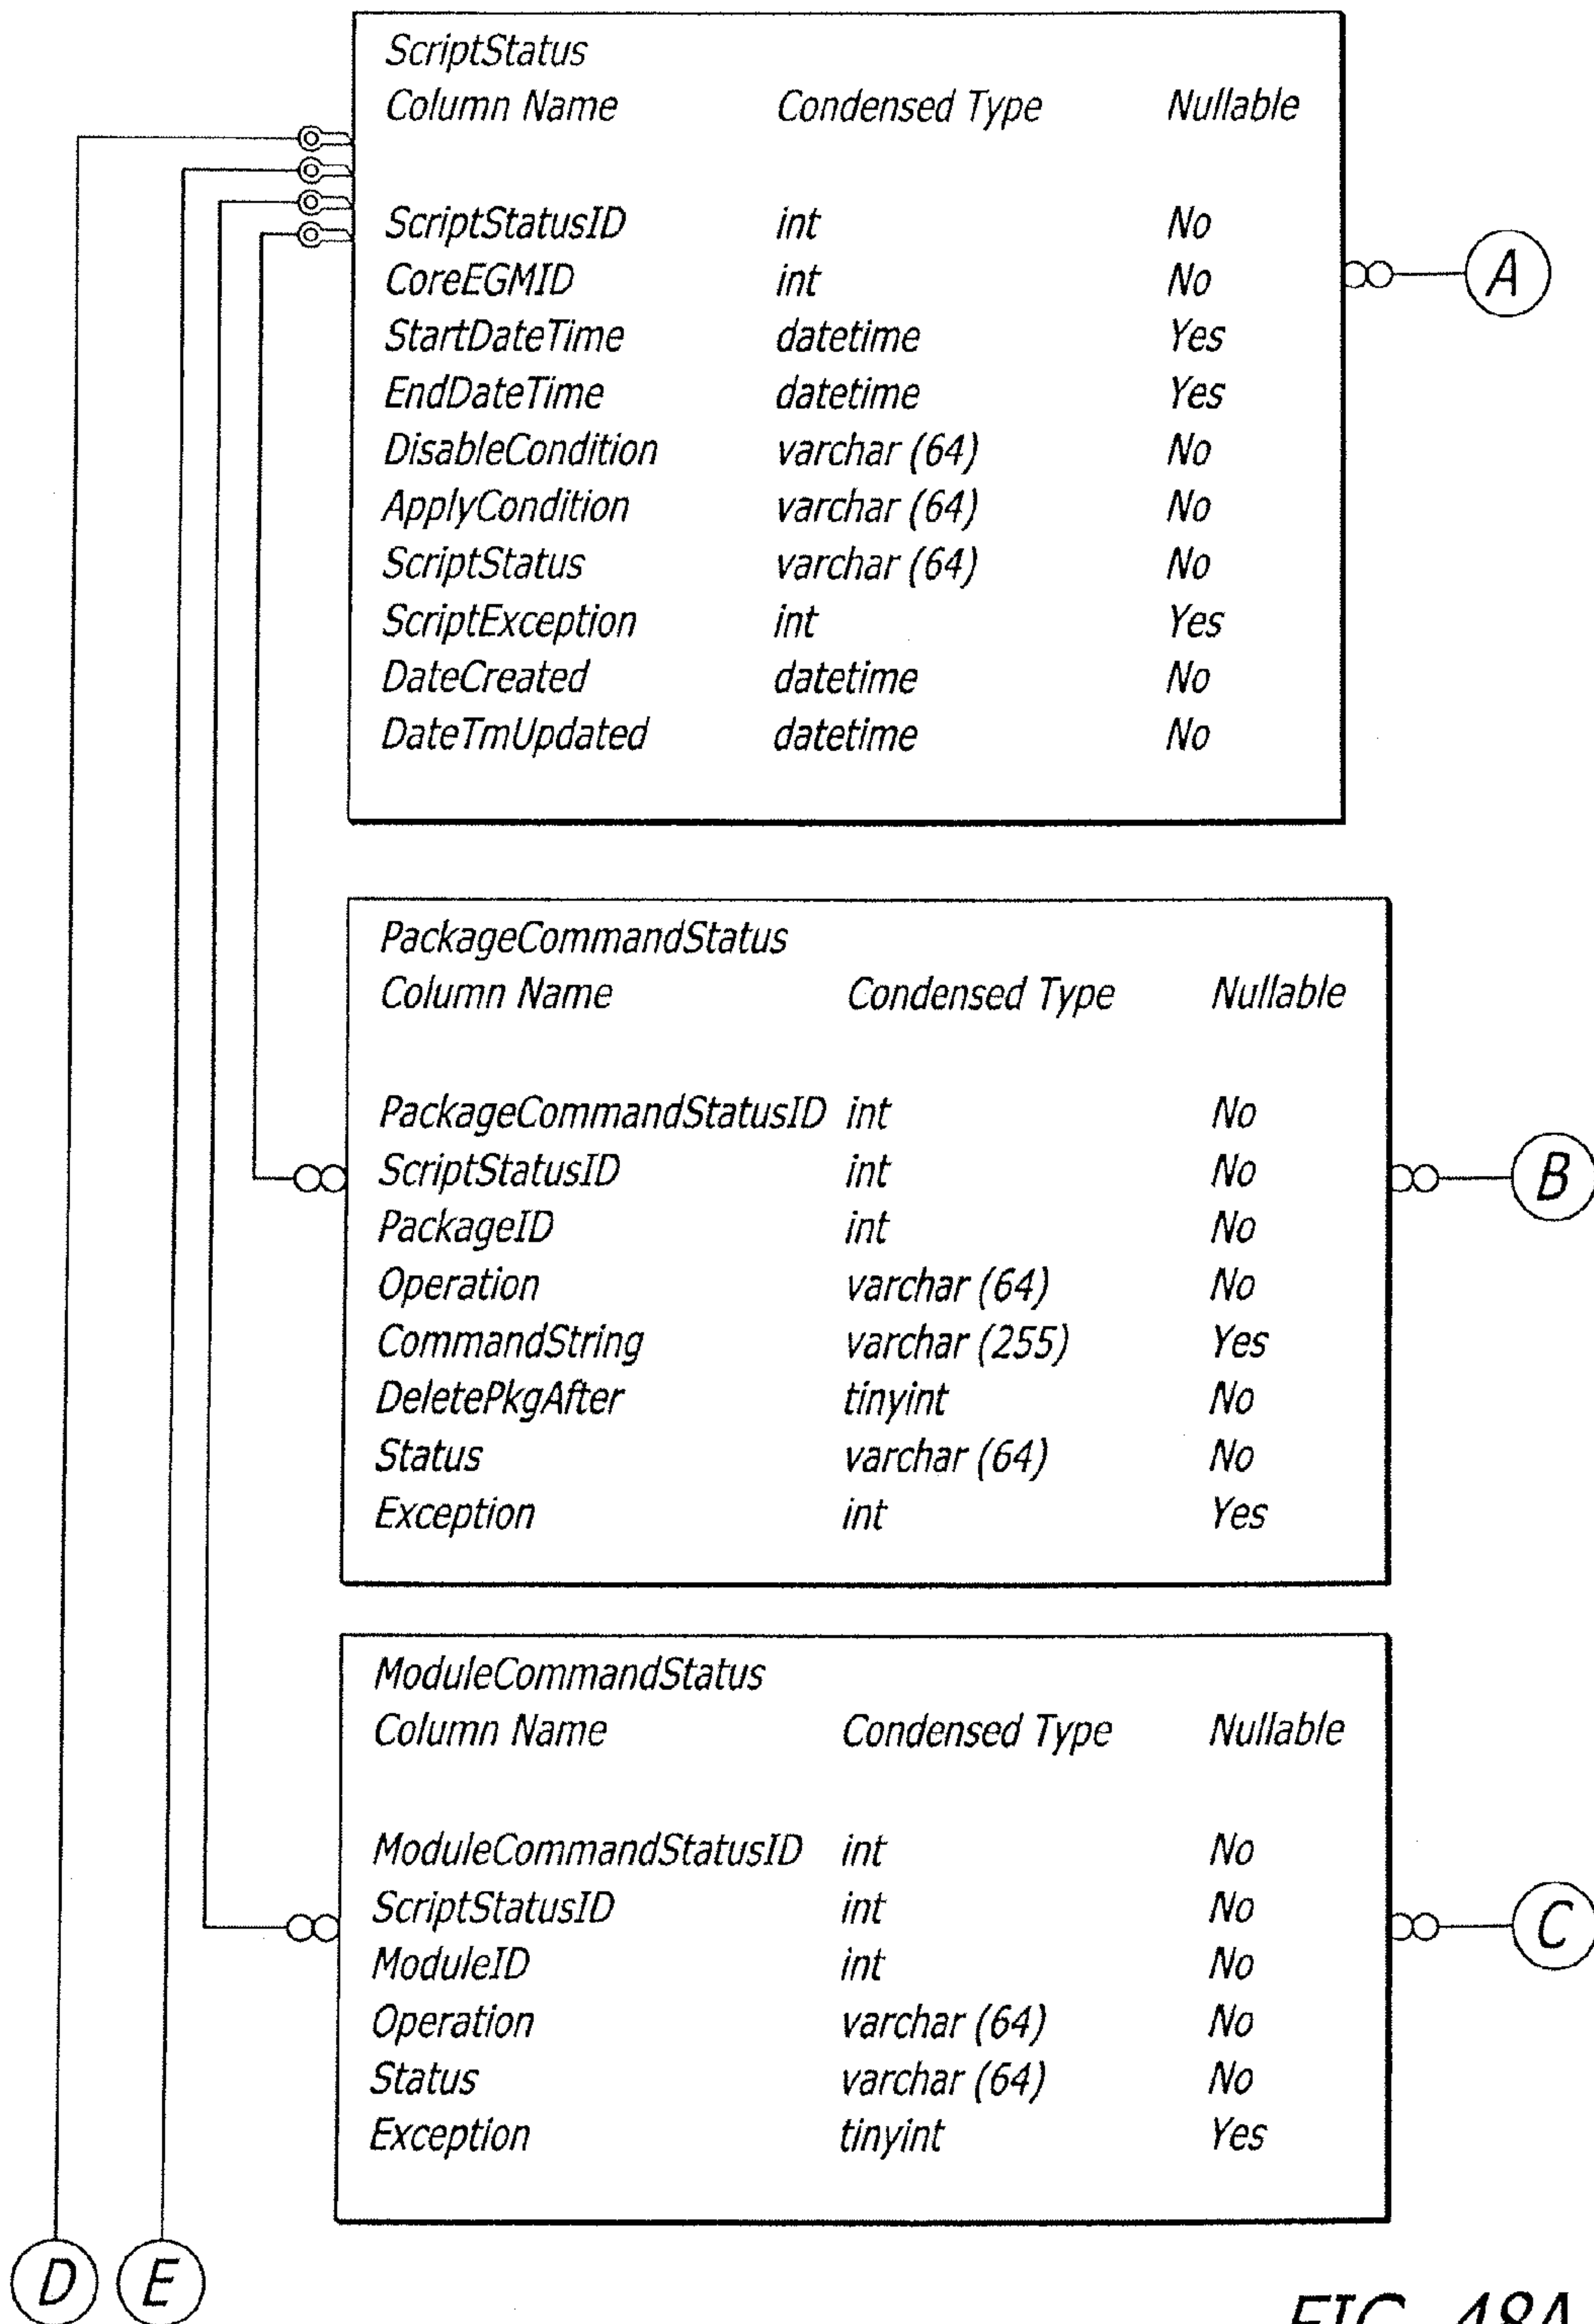 ScriptStatus
Column Name Condensed Type Nullable
ScriptStatusID int No
CoreEGMID int No
A
StartDateTime datetime Yes
EndDateTime datetime Yes
DisableCondition varchar (64) No
ApplyCondition varchar (64) No
ScriptStatus varchar (64) No
ScriptException int Yes
DateCreated datetime No
DateTmUpdated datetime No
PackageCommandStatus
Column Name Condensed Type Nullable
PackageCommandStatusID int No
ScriptStatusID int No
B
PackageID int No
Operation varchar (64) No
CommandString varchar (255) Yes
DeletePkgAfter tinyint No
Status varchar (64) No
Exception int Yes
ModuleCommandStatus
Column Name Condensed Type Nullable
ModuleCommandStatusID int No
ScriptStatusID int No
C
ModuleID int No
Operation varchar (64) No
Status varchar (64) No
Exception tinyint Yes
D E
FIG. 48A